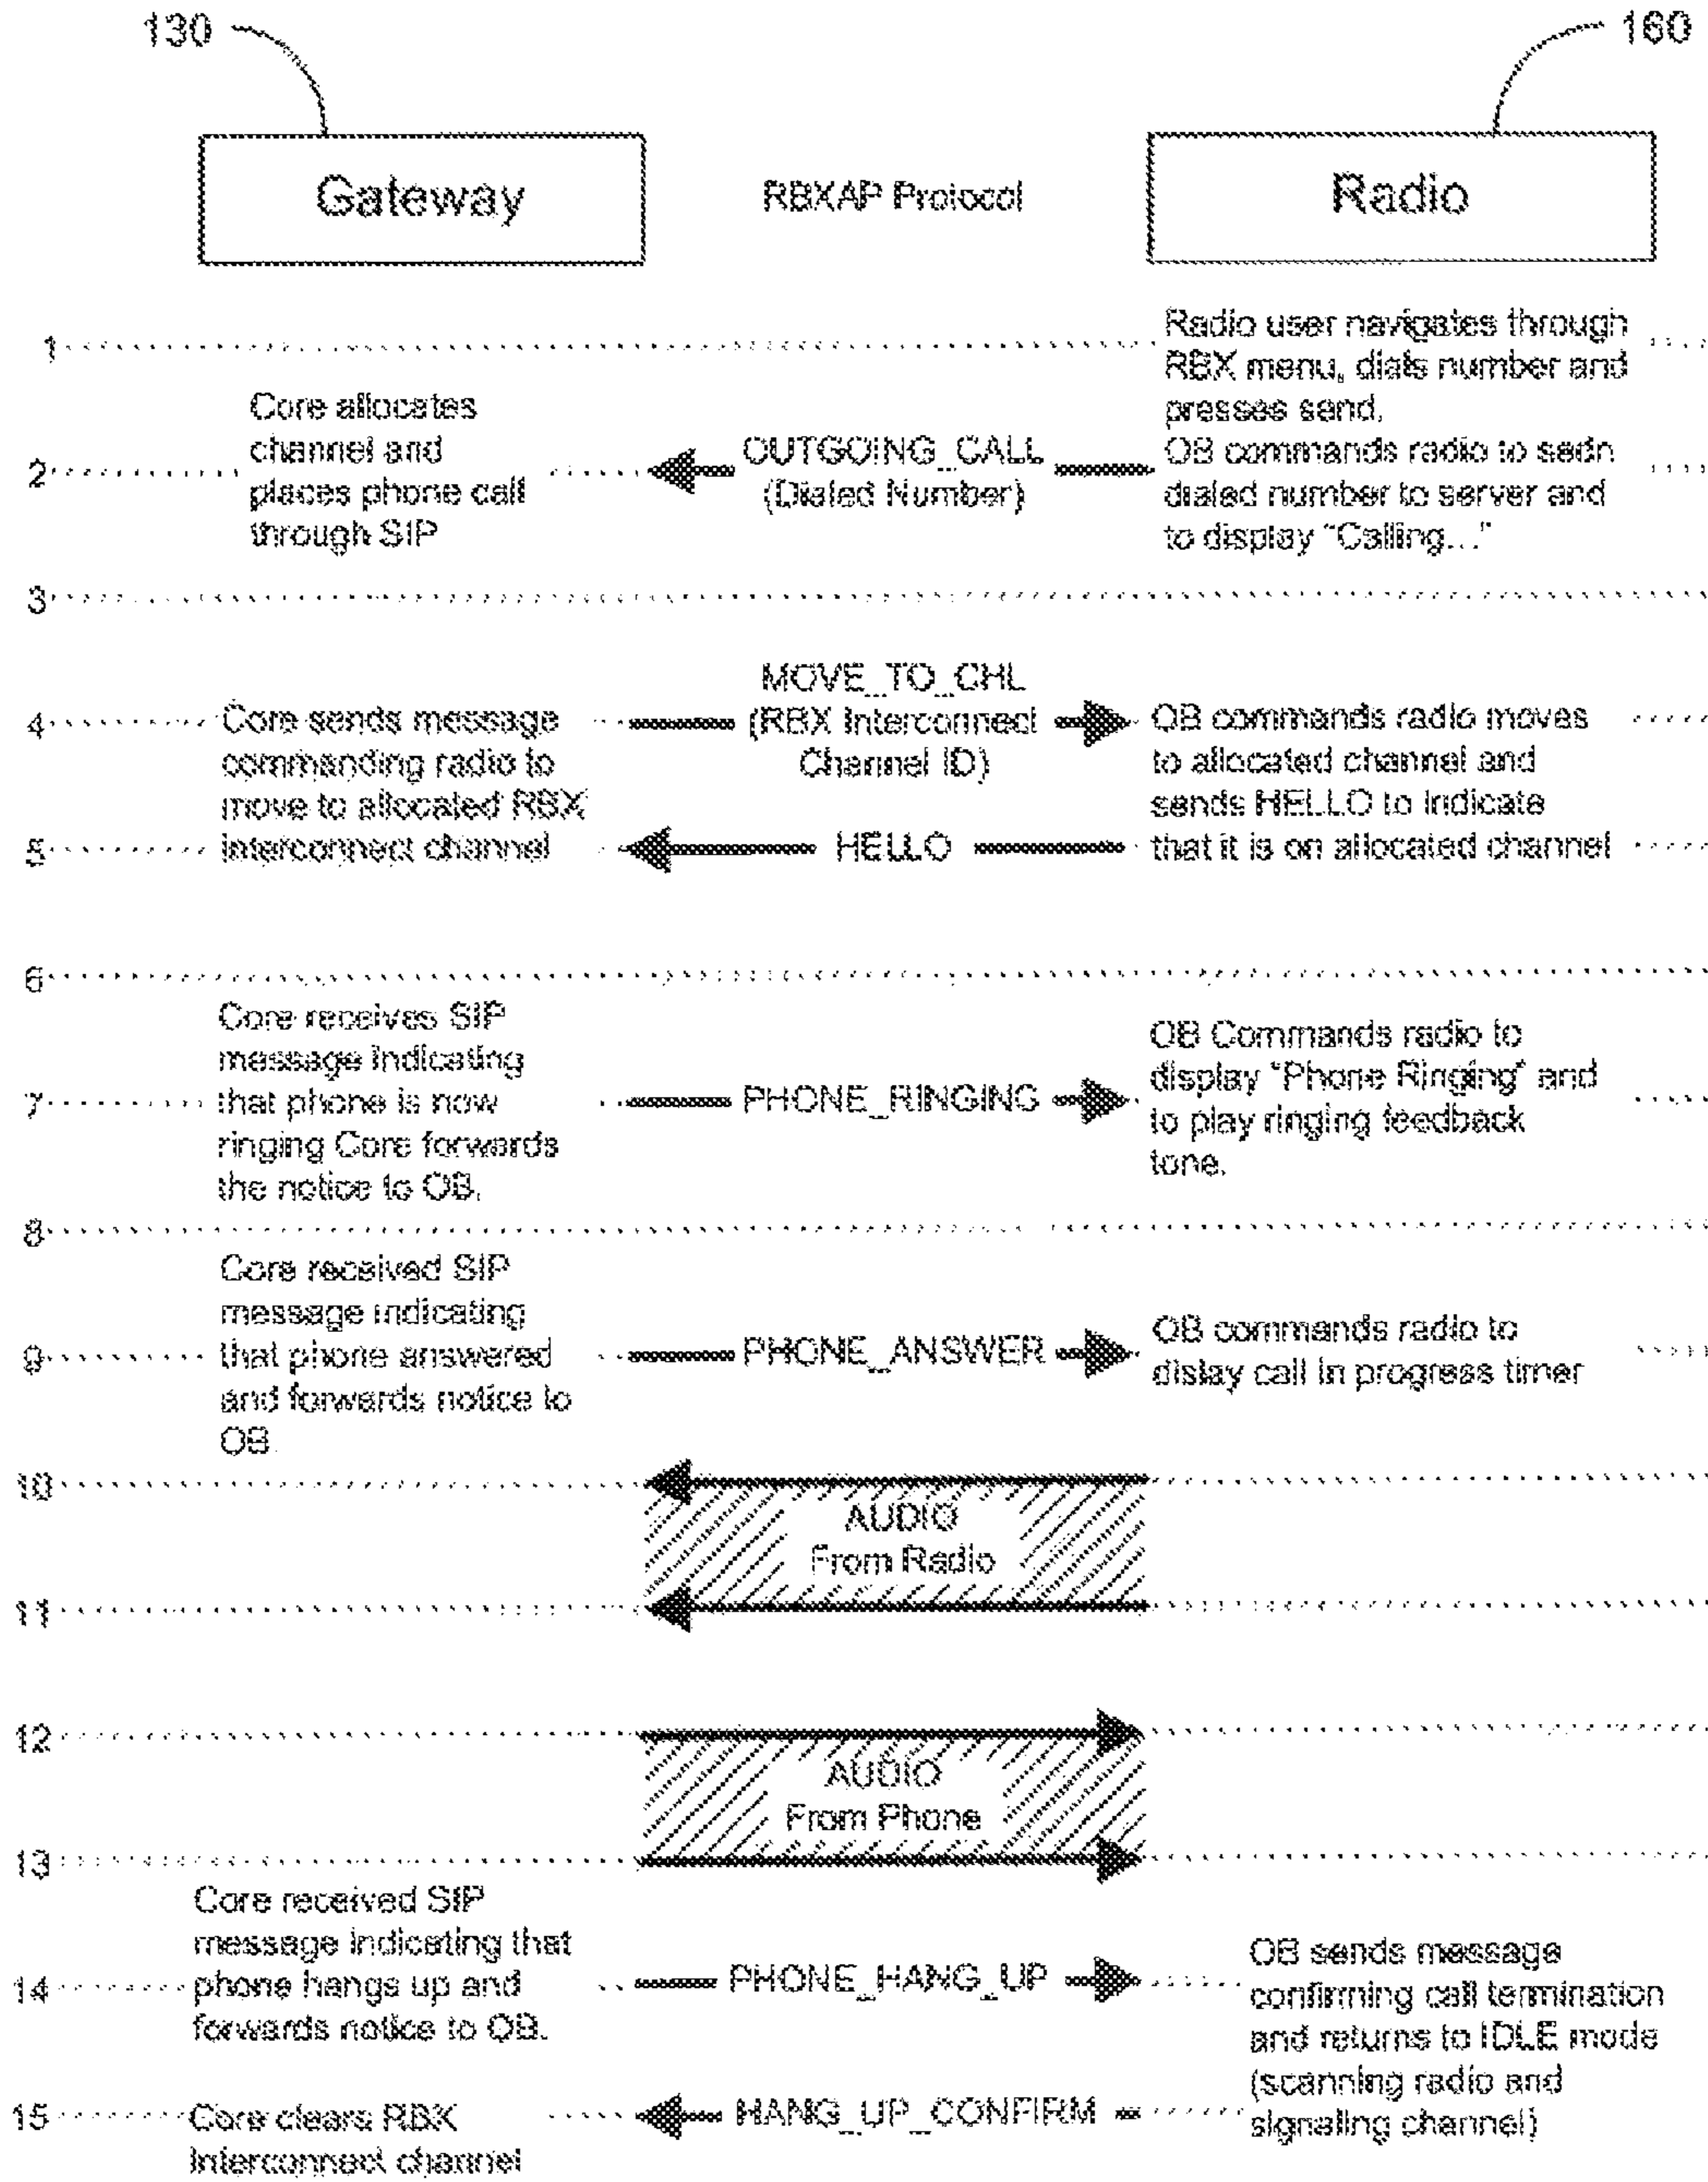 130
160
Gateway
RBXAP Protocol
Radio
1
Radio user navigates through
RBX menu, dials number and
presses send.
2
Core allocates
channel and
places phone call
through SIP
OUTGOING_CALL
(Dialed Number)
OB commands radio to sedn
dialed number to server and
to display "Calling..."
3
4
Core sends message
commanding radio to
move to allocated RBX
interconnect channel
MOVE_TO_CHL
(RBX Interconnect
Channel ID)
OB commands radio moves
to allocated channel and
sends HELLO to indicate
that it is on allocated channel
5
HELLO
6
7
Core receives SIP
message indicating
that phone is now
ringing Core forwards
the notice to OB.
PHONE_RINGING
OB Commands radio to
display "Phone Ringing" and
to play ringing feedback
tone.
8
9
Core received SIP
message indicating
that phone answered
and forwards notice to
OB.
PHONE_ANSWER
OB commands radio to
dislay call in progress timer
10
AUDIO
From Radio
11
12
AUDIO
From Phone
13
14
Core received SIP
message indicating that
phone hangs up and
forwards notice to OB.
PHONE_HANG_UP
OB sends message
confirming call termination
and returns to IDLE mode
(scanning radio and
signaling channel)
15
Core clears RBX
Interconnect channel
HANG_UP_CONFIRM